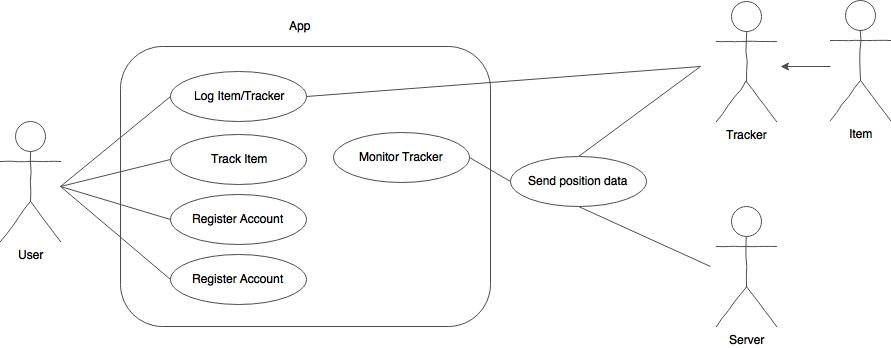 App
Log Item/Tracker
Track Item
Monitor Tracker
Send position data
Register Account
Register Account
User
Tracker
Item
Server